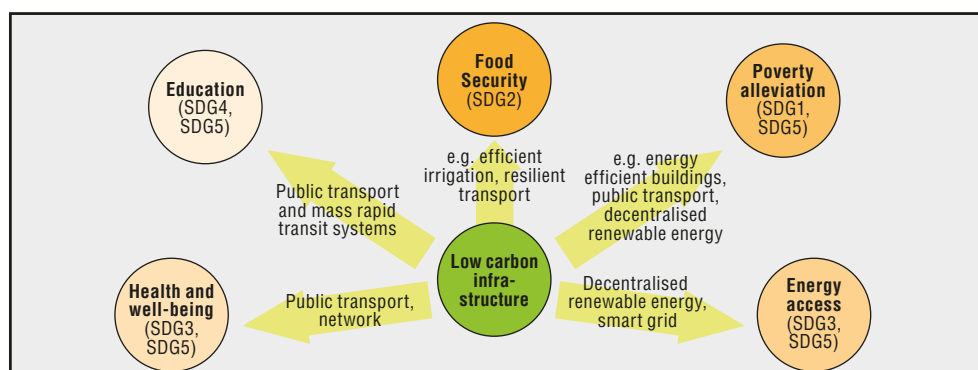 Education
(SDG4,
SDG5)
Food
Security
(SDG2)
Poverty
alleviation
(SDG1,
SDG5)
Public transport
and mass rapid
transit systems
e.g. efficient
irrigation, resilient
transport
e.g. energy
efficient buildings,
public transport,
decentralised
renewable energy
Health and
well-being
(SDG3,
SDG5)
Public transport,
network
Low carbon
infra-
structure
Decentralised
renewable energy,
smart grid
Energy
access
(SDG3,
SDG5)